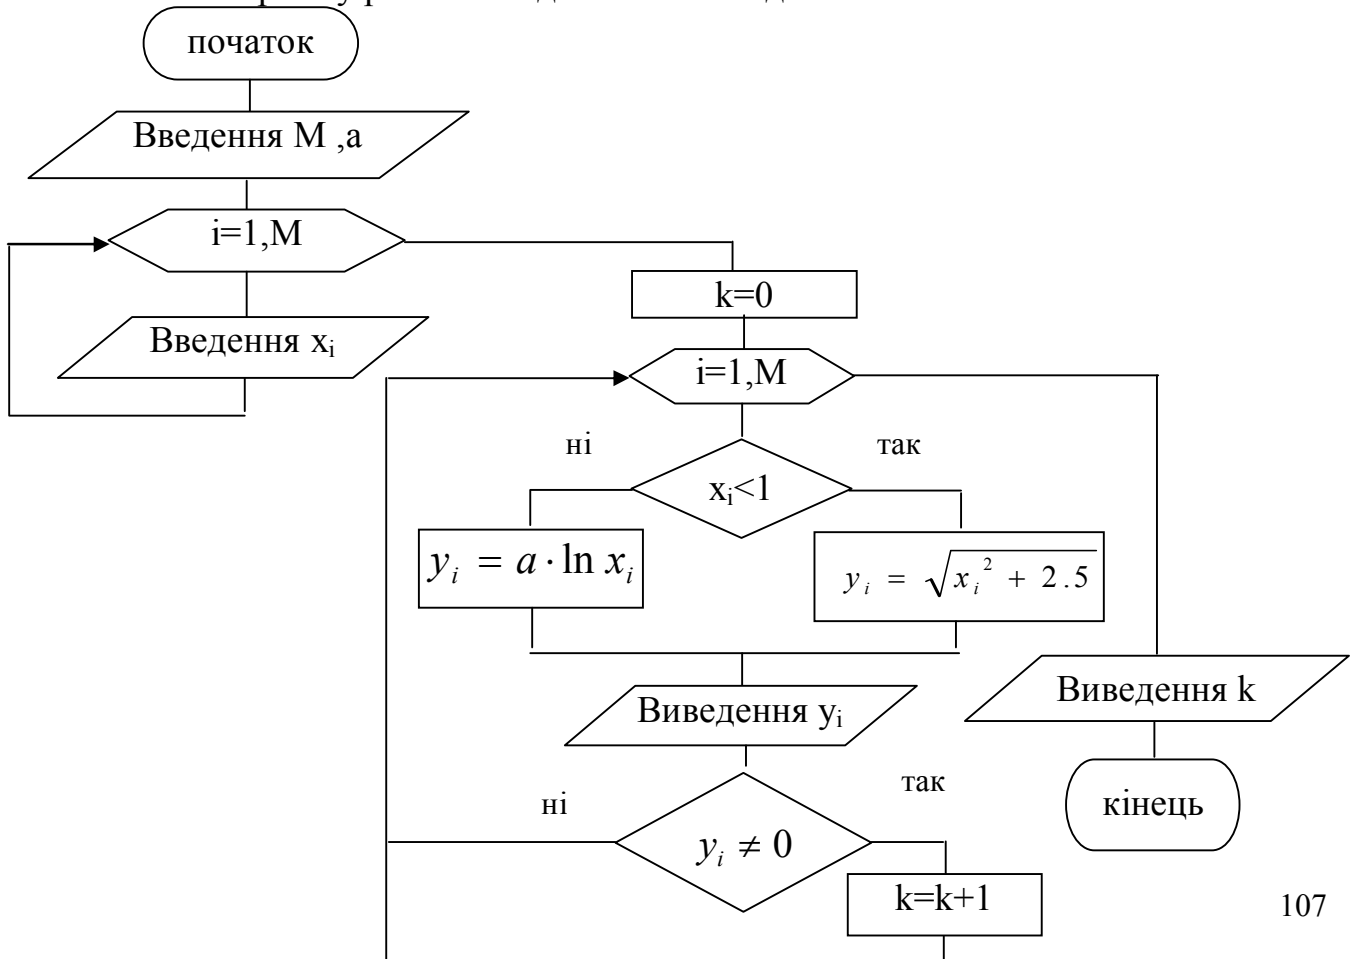 початок
Введення M ,a
i=1,M
Введення xᵢ
k=0
i=1,M
ні
так
xᵢ<1
yᵢ = a · ln xᵢ
yᵢ = √xᵢ² + 2.5
Виведення yᵢ
Виведення k
ні
так
кінець
yᵢ ≠ 0
k=k+1
107